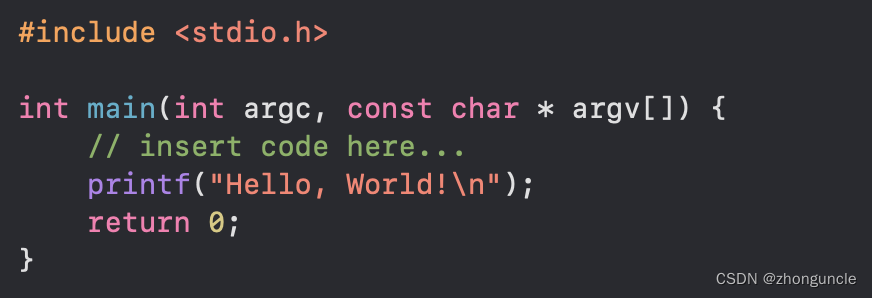 #include <stdio.h>
int main(int argc, const char * argv[]) {
// insert code here...
printf("Hello, World!\n");
return 0;
}
CSDN @zhonguncle